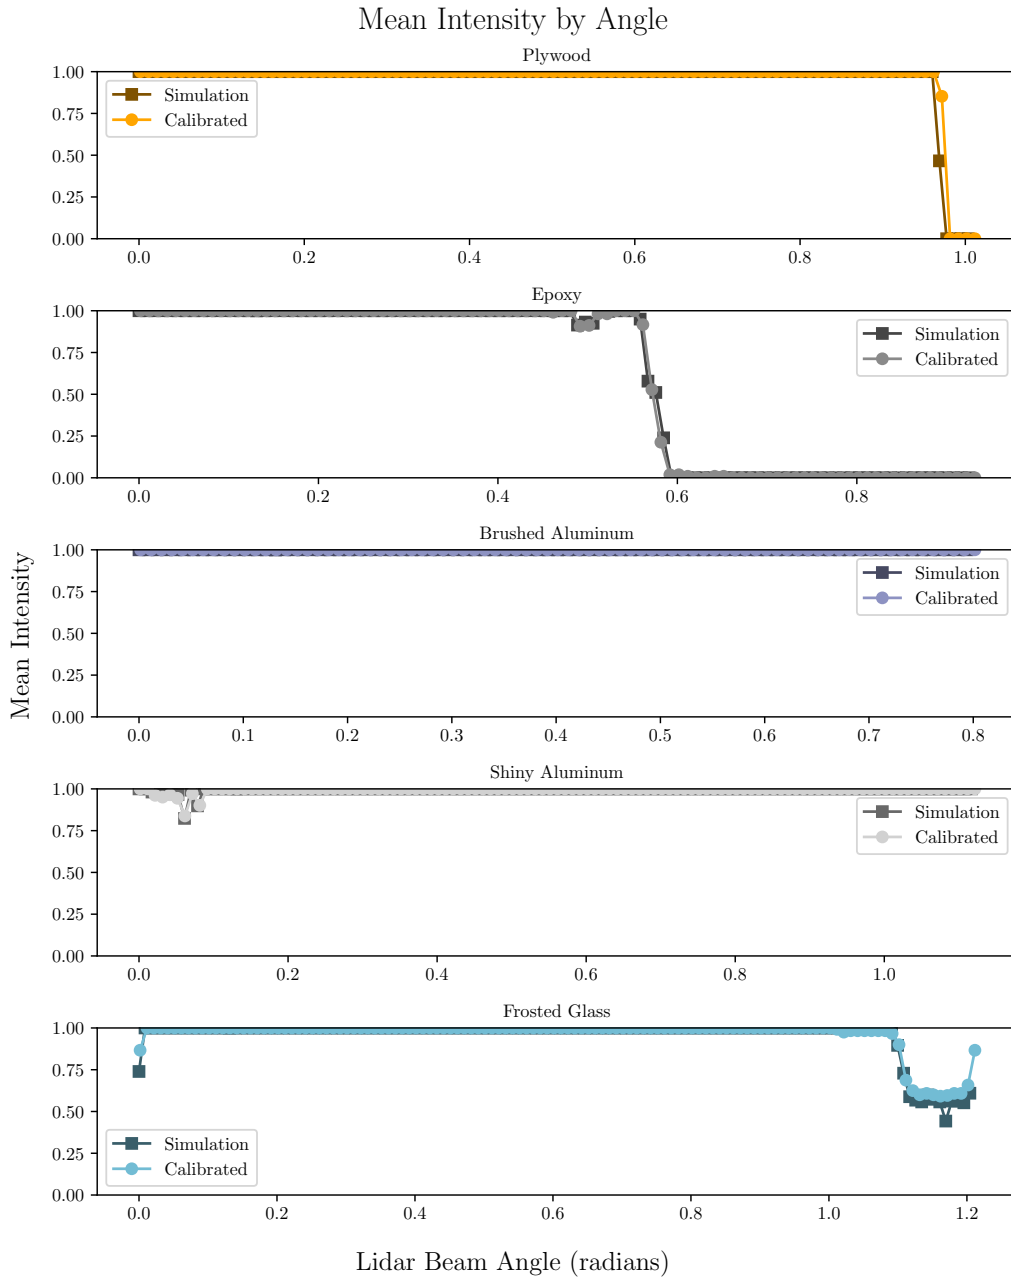 Mean Intensity by Angle
Plywood
1.00
0.75
0.50
0.25
0.00
Simulation
Calibrated
0.0 0.2 0.4 0.6 0.8 1.0
Epoxy
1.00
0.75
0.50
0.25
0.00
Simulation
Calibrated
0.0 0.2 0.4 0.6 0.8
Brushed Aluminum
1.00
0.75
0.50
0.25
0.00
Simulation
Calibrated
0.0 0.1 0.2 0.3 0.4 0.5 0.6 0.7 0.8
Mean Intensity
Shiny Aluminum
1.00
0.75
0.50
0.25
0.00
Simulation
Calibrated
0.0 0.2 0.4 0.6 0.8 1.0
Frosted Glass
1.00
0.75
0.50
0.25
0.00
Simulation
Calibrated
0.0 0.2 0.4 0.6 0.8 1.0 1.2
Lidar Beam Angle (radians)